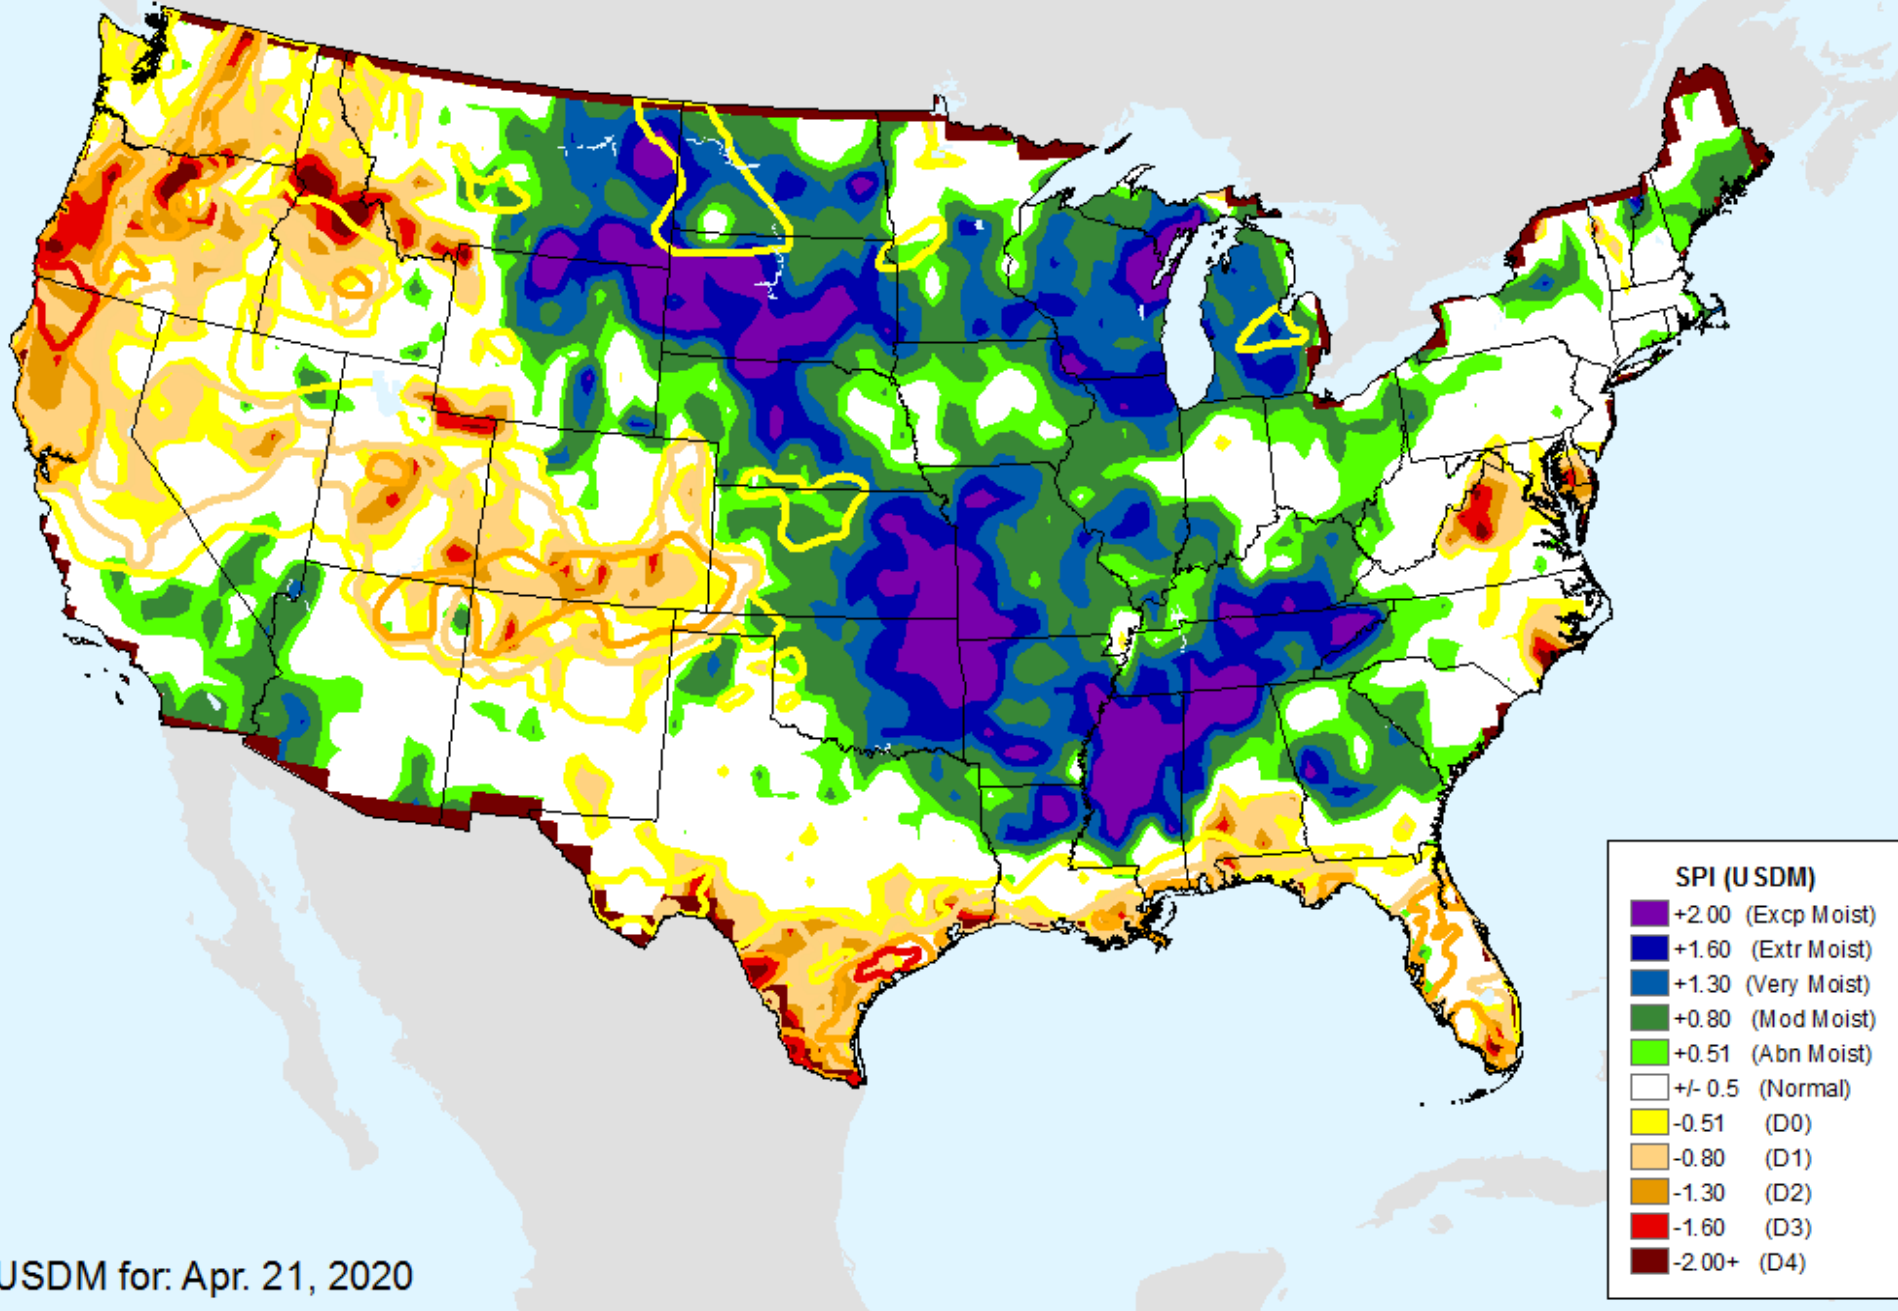 SPI (USDM)
+2.00 (Excp Moist)
+1.60 (Extr Moist)
+1.30 (Very Moist)
+0.80 (Mod Moist)
+0.51 (Abn Moist)
+/- 0.5 (Normal)
-0.51 (D0)
-0.80 (D1)
-1.30 (D2)
-1.60 (D3)
-2.00+ (D4)
USDM for: Apr. 21, 2020